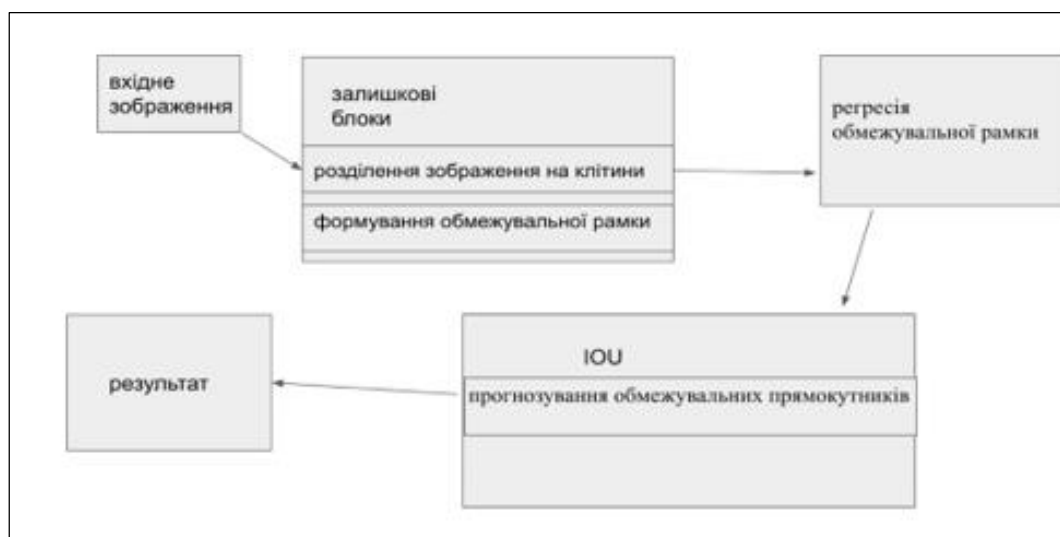 вхідне
зображення
залишкові
блоки
розділення зображення на клітини
формування обмежувальної рамки
регресія
обмежувальної рамки
IOU
прогнозування обмежувальних прямокутників
результат